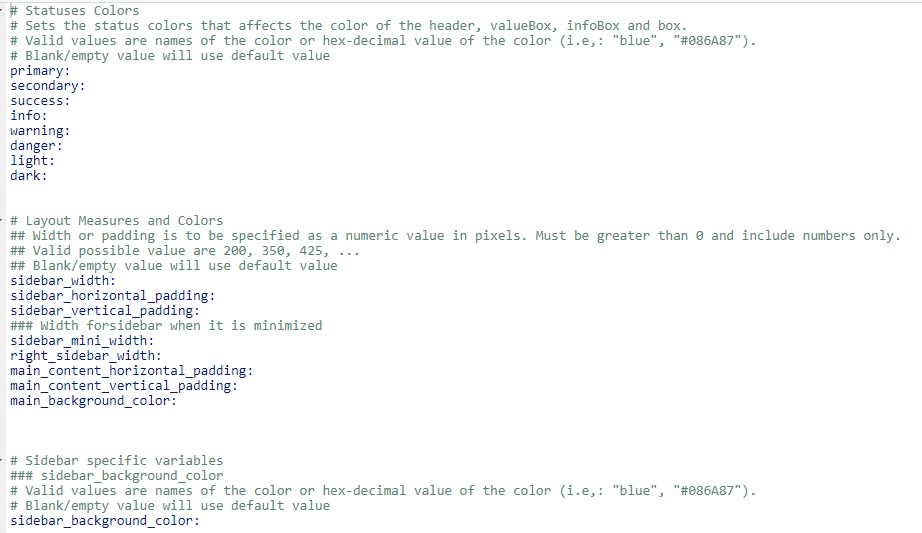 # Statuses Colors
# Sets the status colors that affects the color of the header, valueBox, infoBox and box.
# Valid values are names of the color or hex-decimal value of the color (i.e,: "blue", "#086A87").
# Blank/empty value will use default value
primary:
secondary:
success:
info:
warning:
danger:
light:
dark:
# Layout Measures and Colors
## Width or padding is to be specified as a numeric value in pixels. Must be greater than 0 and include numbers only.
## Valid possible value are 200, 350, 425, ...
## Blank/empty value will use default value
sidebar_width:
sidebar_horizontal_padding:
sidebar_vertical_padding:
### Width forsidebar when it is minimized
sidebar_mini_width:
right_sidebar_width:
main_content_horizontal_padding:
main_content_vertical_padding:
main_background_color:
# Sidebar specific variables
### sidebar_background_color
# Valid values are names of the color or hex-decimal value of the color (i.e,: "blue", "#086A87").
# Blank/empty value will use default value
sidebar_background_color: